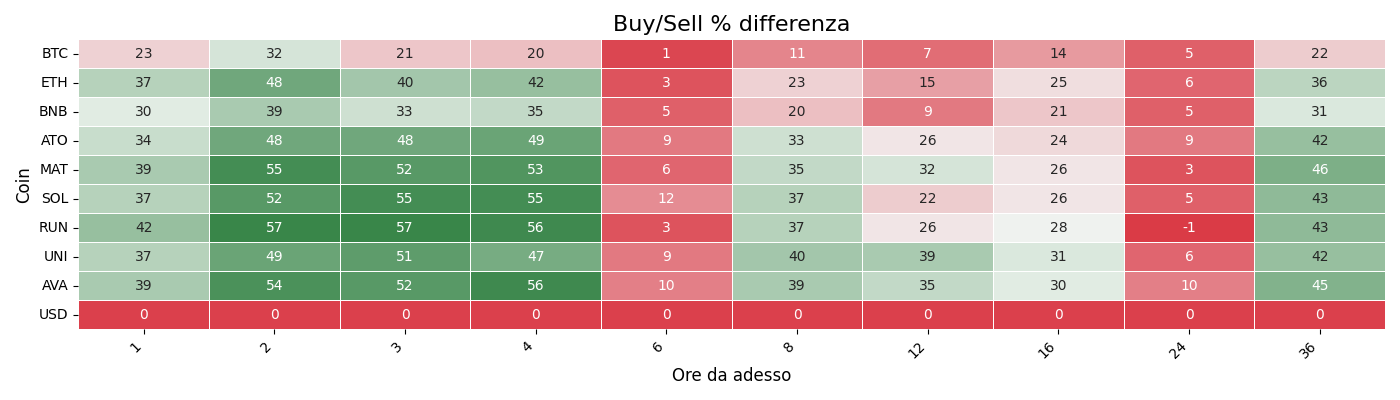 Buy/Sell % differenza
Coin
BTC 23 32 21 20 1 11 7 14 5 22
ETH 37 48 40 42 3 23 15 25 6 36
BNB 30 39 33 35 5 20 9 21 5 31
ATO 34 48 48 49 9 33 26 24 9 42
MAT 39 55 52 53 6 35 32 26 3 46
SOL 37 52 55 55 12 37 22 26 5 43
RUN 42 57 57 56 3 37 26 28 -1 43
UNI 37 49 51 47 9 40 39 31 6 42
AVA 39 54 52 56 10 39 35 30 10 45
USD 0 0 0 0 0 0 0 0 0 0
1 2 3 4 6 8 12 16 24 36
Ore da adesso